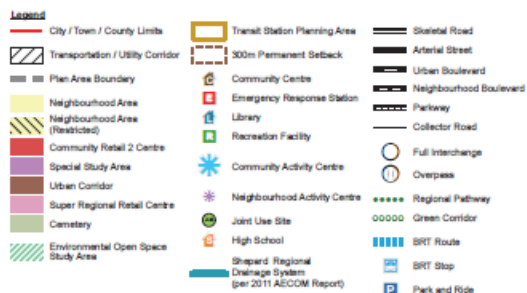 Legend
City / Town / County Limits
Transportation / Utility Corridor
Plan Area Boundary
Neighbourhood Area
Neighbourhood Area
(Restricted)
Community Retail 2 Centre
Special Study Area
Urban Corridor
Super Regional Retail Centre
Cemetery
Environmental Open Space
Study Area
Transit Station Planning Area
300m Permanent Setback
Community Centre
E
Emergency Response Station
Library
R
Recreation Facility
Community Activity Centre
Neighbourhood Activity Centre
Joint Use Site
High School
Shepard Regional
Drainage System
(per 2011 AECOM Report)
Skeletal Road
Arterial Street
Urban Boulevard
Neighbourhood Boulevard
Parkway
Collector Road
Full Interchange
Overpass
Regional Pathway
Green Corridor
BRT Route
BRT Stop
P
Park and Ride